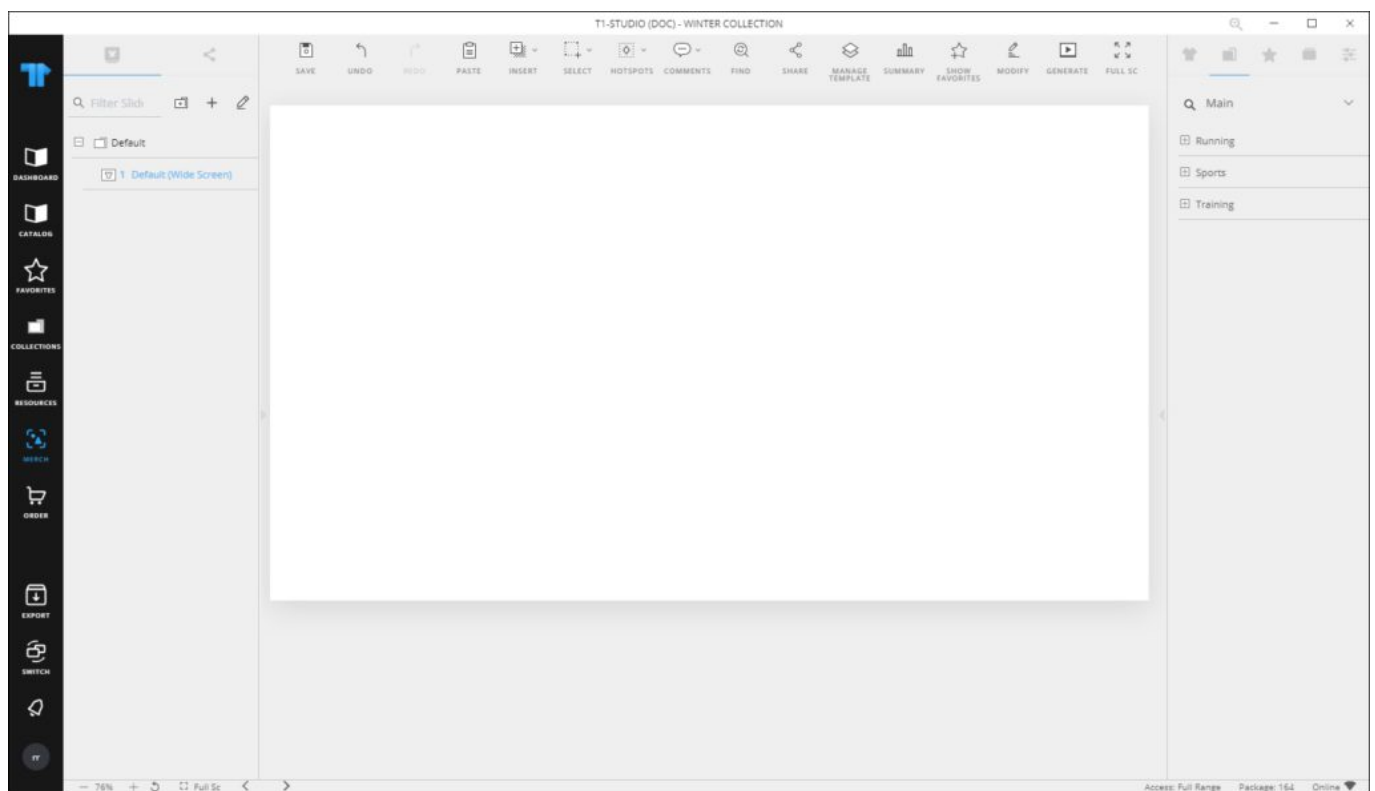 T1-STUDIO (DOC) - WINTER COLLECTION
SAVE
UNDO
REDO
PASTE
INSERT
SELECT
HOTSPOTS
COMMENTS
FIND
SHARE
MANAGE
TEMPLATE
SUMMARY
SHOW
FAVORITES
MODIFY
GENERATE
FULL SC
Filter Slid
Default
1 Default (Wide Screen)
Main
Running
Sports
Training
DASHBOARD
CATALOG
FAVORITES
COLLECTIONS
RESOURCES
MERCH
ORDER
EXPORT
SWITCH
76%
Full Sc
Access: Full Range
Package: 164
Online